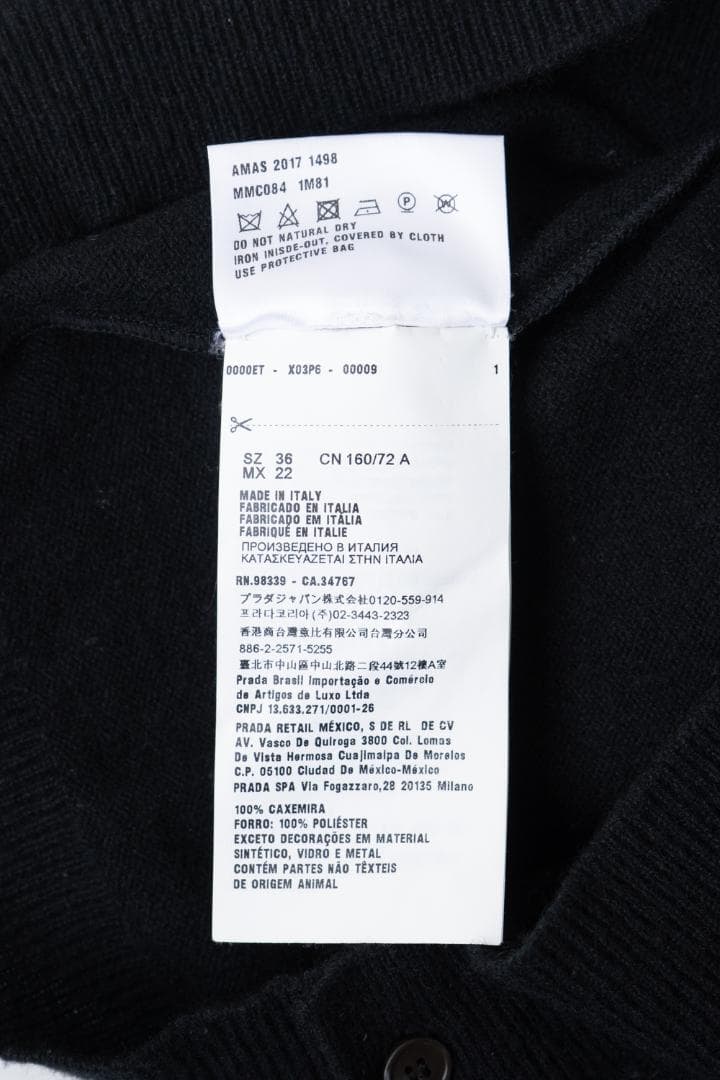 AMAS 2017 1498
MMC084 1M81
P W
DO NOT NATURAL DRY
IRON INISDE-OUT, COVERED BY CLOTH
USE PROTECTIVE BAG
0000ET - X03P6 - 00009 1
SZ 36 CN 160/72 A
MX 22
MADE IN ITALY
FABRICADO EN ITALIA
FABRICADO EM ITÁLIA
FABRIQUÉ EN ITALIE
ПРОИЗВЕДЕНО В ИТАЛИЯ
ΚΑΤΑΣΚΕΥΑΖΕΤΑΙ ΣΤΗΝ ΙΤΑΛΙΑ
RN.98339 - CA.34767
プラダジャパン株式会社0120-559-914
프라다코리아(주)02-3443-2323
香港商台灣童比有限公司台灣分公司
886-2-2571-5255
臺北市中山區中山北路二段44號12樓A室
Prada Brasil Importação e Comércio
de Artigos de Luxo Ltda
CNPJ 13.633.271/0001-26
PRADA RETAIL MÉXICO, S DE RL DE CV
AV. Vasco De Quiroga 3800 Col. Lomas
De Vista Hermosa Cuajimalpa De Morelos
C.P. 05100 Ciudad De México-México
PRADA SPA Via Fogazzaro,28 20135 Milano
100% CAXEMIRA
FORRO: 100% POLIÉSTER
EXCETO DECORAÇÕES EM MATERIAL
SINTÉTICO, VIDRO E METAL
CONTÉM PARTES NÃO TÊXTEIS
DE ORIGEM ANIMAL